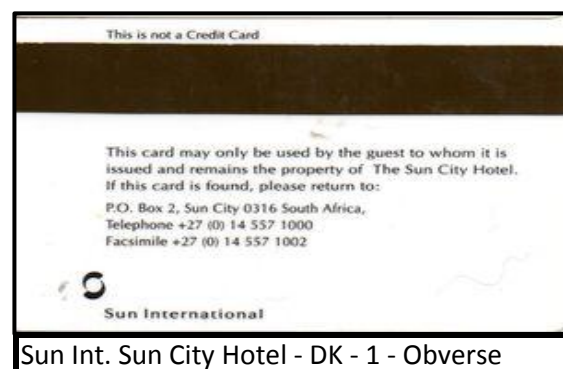 This is not a Credit Card
This card may only be used by the guest to whom it is
issued and remains the property of The Sun City Hotel.
If this card is found, please return to:
P.O. Box 2, Sun City 0316 South Africa,
Telephone +27 (0) 14 557 1000
Facsimile +27 (0) 14 557 1002
Sun International
Sun Int. Sun City Hotel - DK - 1 - Obverse